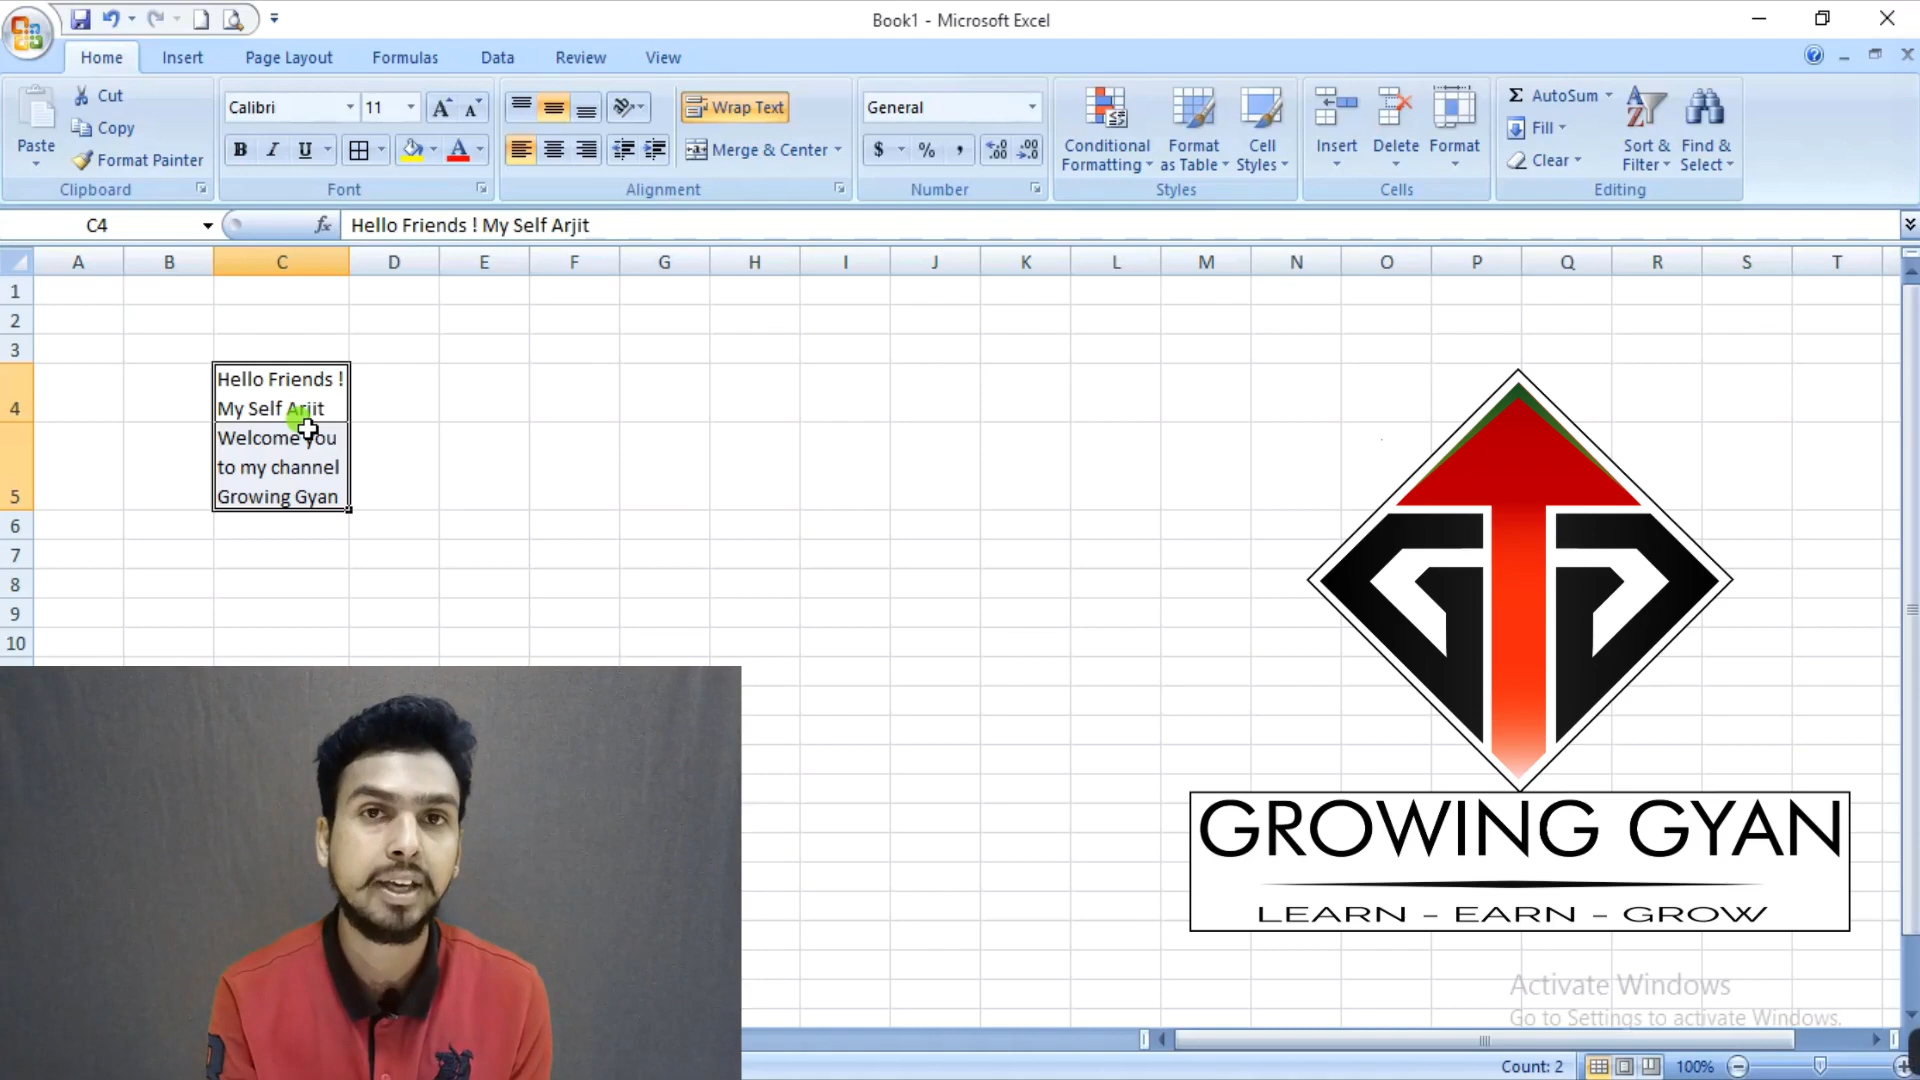 Book1 - Microsoft Excel
Home Insert Page Layout Formulas Data Review View
Paste
Cut
Copy
Format Painter
Clipboard
Calibri 11
B I U
Font
Wrap Text
Merge & Center
Alignment
General
$ % ,
Number
Conditional Formatting
Format as Table
Cell Styles
Styles
Insert Delete Format
Cells
Σ AutoSum
Fill
Clear
Sort & Filter
Find & Select
Editing
C4 fx Hello Friends ! My Self Arjit
A B C D E F G H I J K L M N O P Q R S T
1
2
3
4
5
6
7
8
9
10
Hello Friends !
My Self Arjit
Welcome you
to my channel
Growing Gyan
GROWING GYAN
LEARN - EARN - GROW
Activate Windows
Go to Settings to activate Windows.
Count: 2 100%